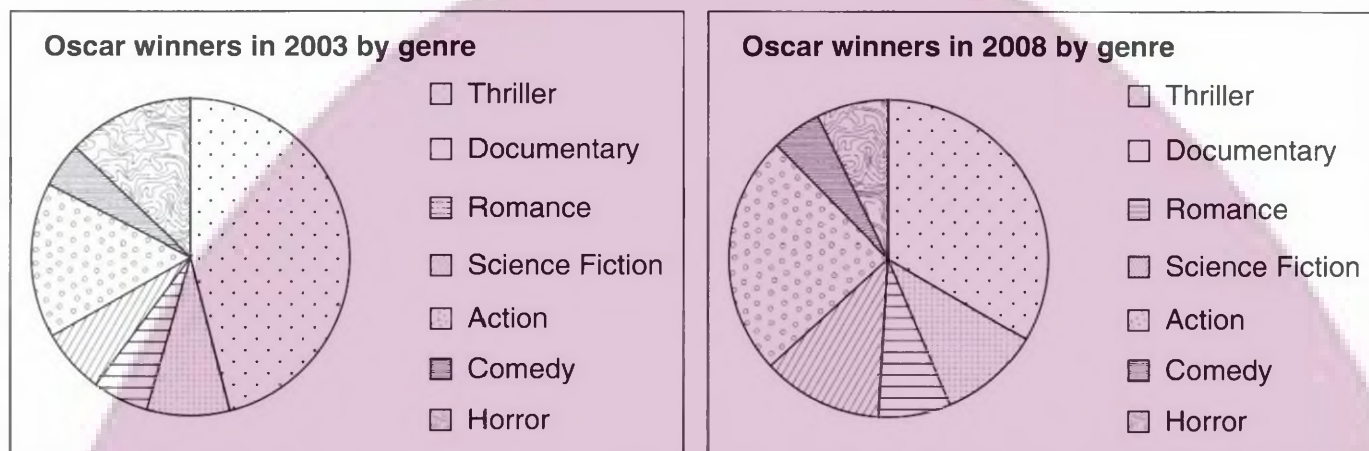 Oscar winners in 2003 by genre
Thriller
Documentary
Romance
Science Fiction
Action
Comedy
Horror
Oscar winners in 2008 by genre
Thriller
Documentary
Romance
Science Fiction
Action
Comedy
Horror